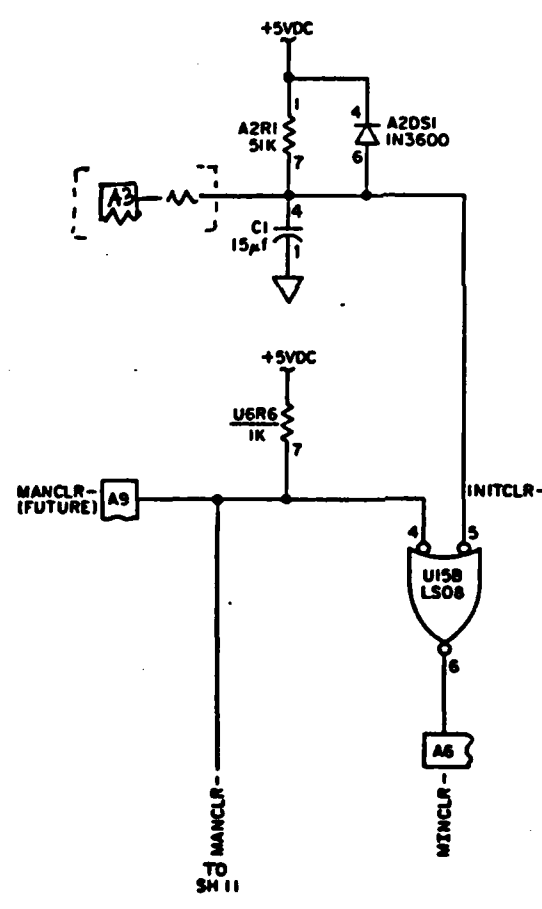 +5VDC
1
A2R1
51K
7
4
A2DS1
1N3600
6
A3
4
C1
15µf
1
+5VDC
U6R6
1K
7
MANCLR-
(FUTURE)
A9
INITCLR-
4
5
U15B
LS08
6
A6
MINCLR-
MANCLR-
TO
SH 11